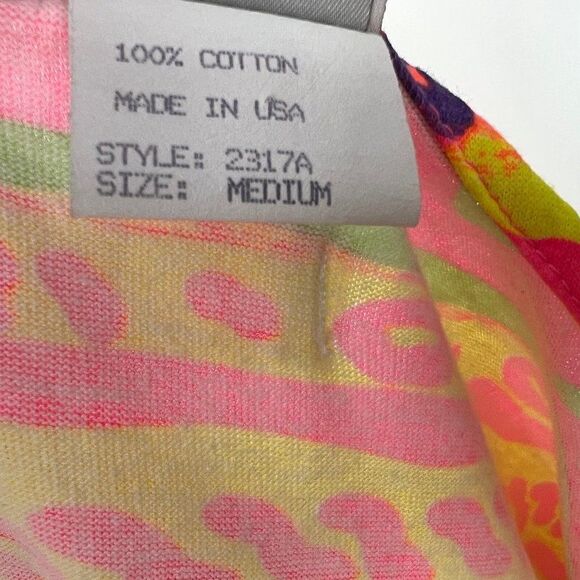 100% COTTON
MADE IN USA
STYLE: 2317A
SIZE: MEDIUM